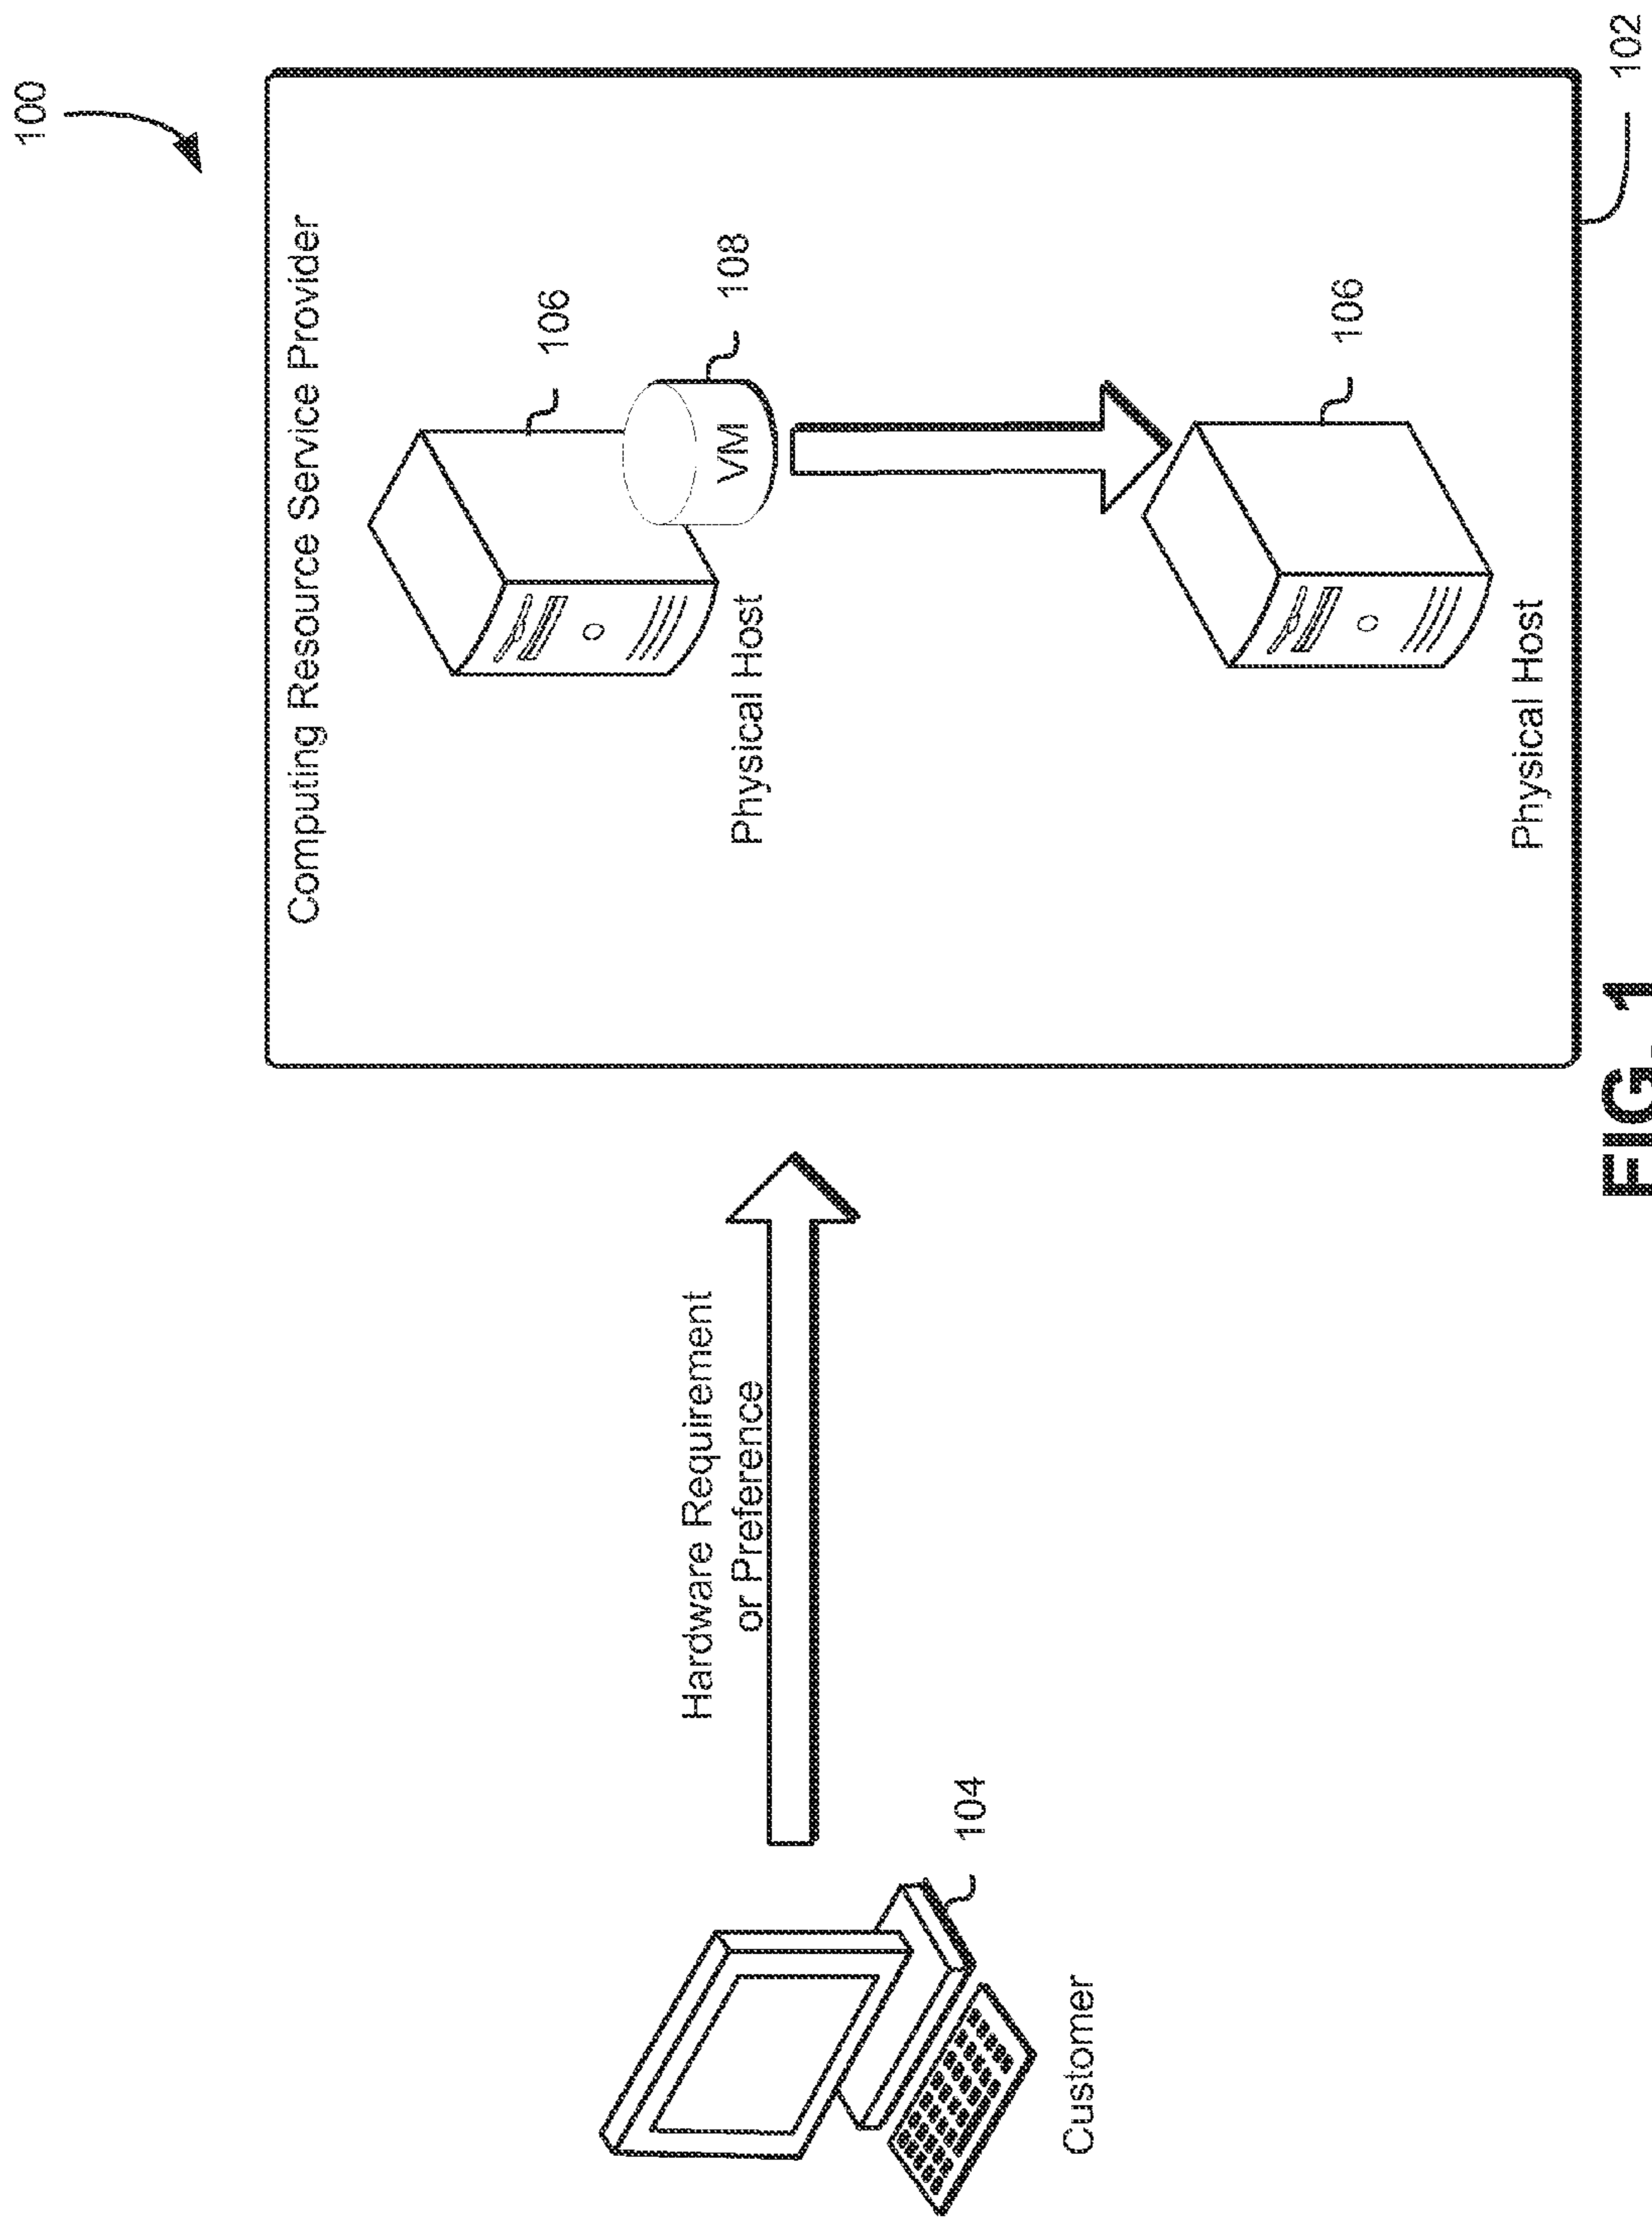 100
Computing Resource Service Provider
106
108
VM
Physical Host
Hardware Requirement
or Preference
104
Customer
106
Physical Host
102
FIG. 1